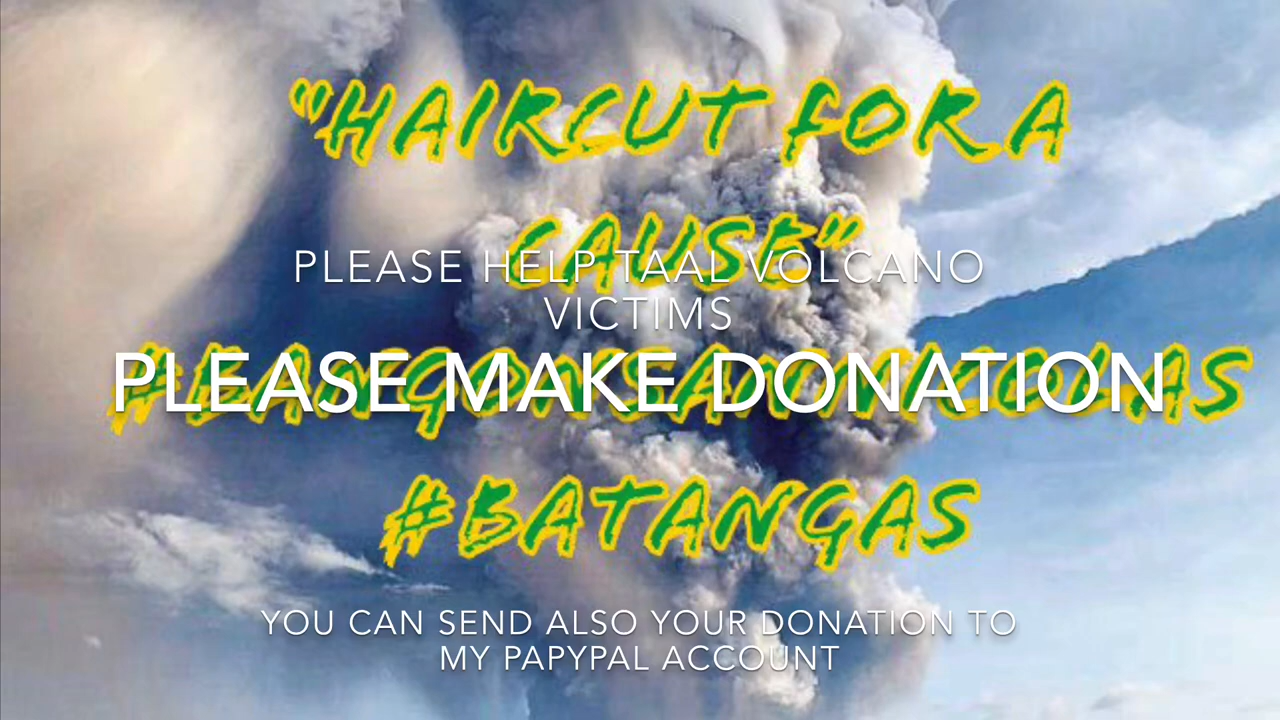 "HAIRCUT FOR A
CAUSE"
PLEASE HELP TAAL VOLCANO
VICTIMS
#BANGONSANNICOLAS
PLEASE MAKE DONATION
#BATANGAS
YOU CAN SEND ALSO YOUR DONATION TO
MY PAPYPAL ACCOUNT